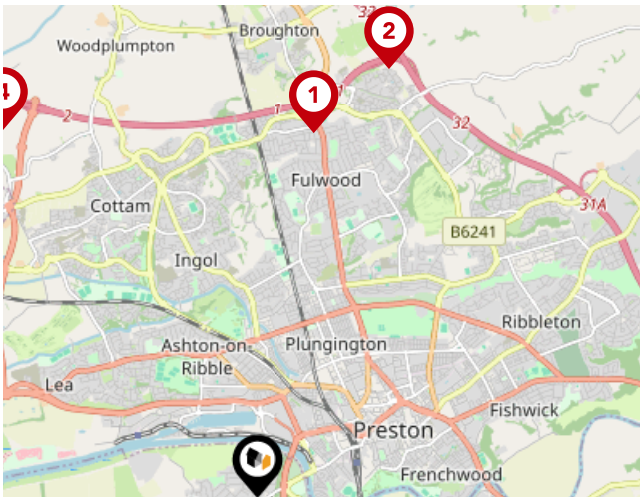 32
Broughton
2
Woodplumpton
4
1
1
2
1
32
Fulwood
31A
Cottam
B6241
Ingol
Ribbleton
Ashton-on-
Ribble
Plungington
Lea
Fishwick
Preston
Frenchwood